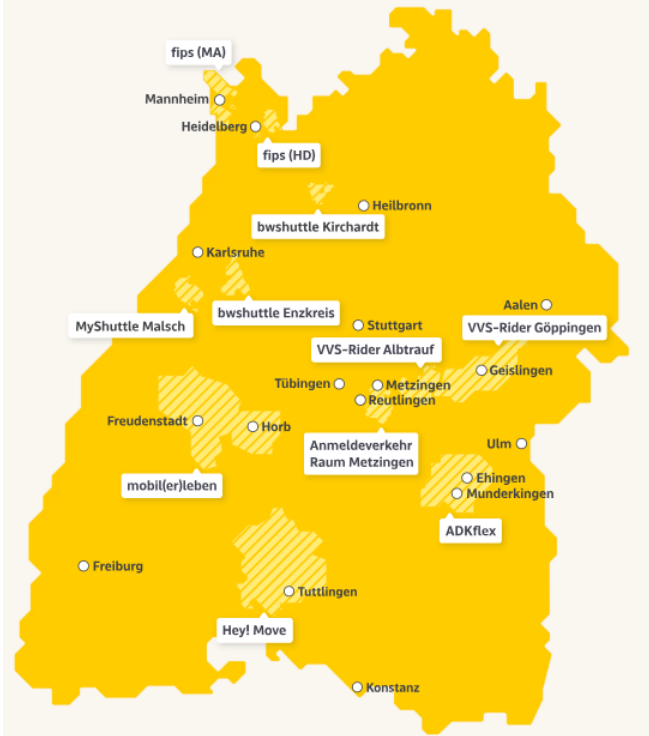 fips (MA)
Mannheim
Heidelberg
fips (HD)
Heilbronn
bwshuttle Kirchardt
Karlsruhe
Aalen
bwshuttle Enzkreis
MyShuttle Malsch
Stuttgart
VVS-Rider Göppingen
VVS-Rider Albtrauf
Geislingen
Tübingen
Metzingen
Reutlingen
Freudenstadt
Horb
Anmeldeverkehr
Raum Metzingen
Ulm
mobil(er)leben
Ehingen
Munderkingen
ADKflex
Freiburg
Tuttlingen
Hey! Move
Konstanz